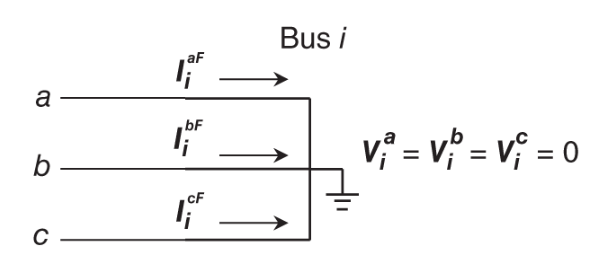 Bus i
I_i^{aF}
a
I_i^{bF}
V_i^a = V_i^b = V_i^c = 0
b
I_i^{cF}
c